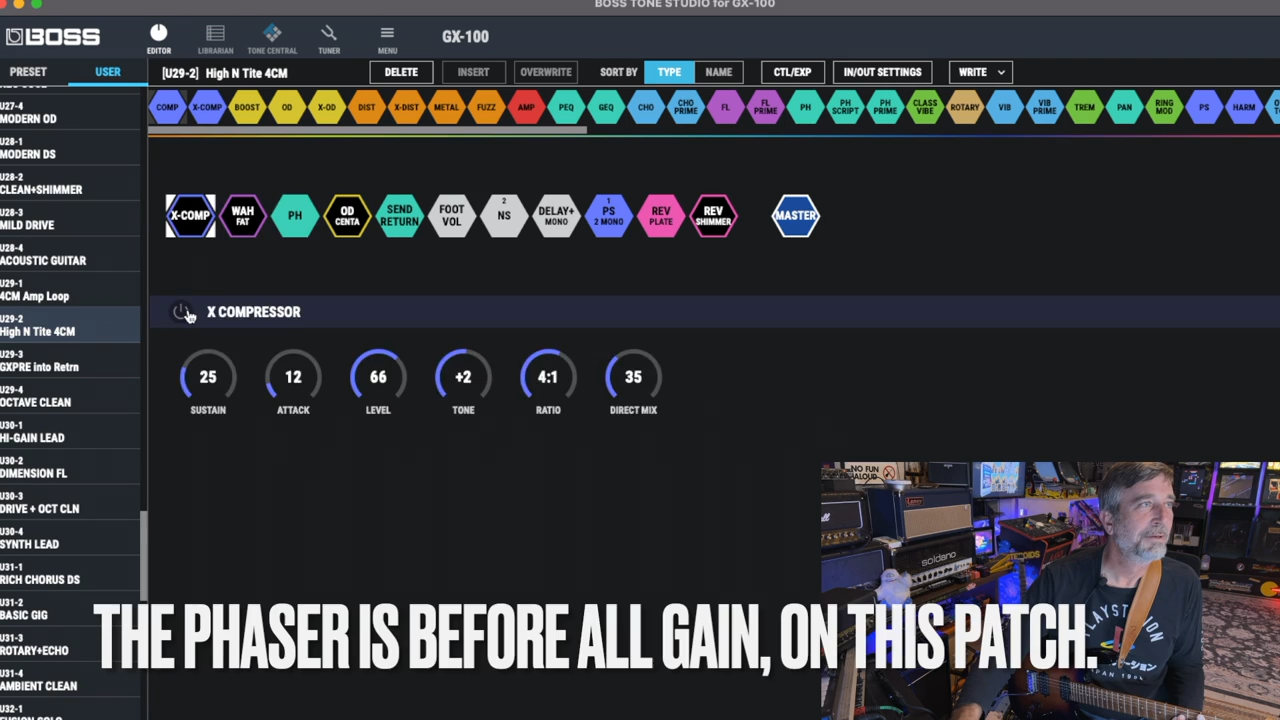 BOSS TONE STUDIO for GX-100
BOSS
EDITOR
LIBRARIAN
TONE CENTRAL
TUNER
MENU
GX-100
PRESET
USER
[U29-2] High N Tite 4CM
DELETE
INSERT
OVERWRITE
SORT BY
TYPE
NAME
CTL/EXP
IN/OUT SETTINGS
WRITE
COMP
X-COMP
BOOST
OD
X-OD
DIST
X-DIST
METAL
FUZZ
AMP
PEQ
GEQ
CHO
CHO
PRIME
FL
FL
PRIME
PH
PH
SCRIPT
PH
PRIME
CLASS
VIBE
ROTARY
VIB
VIB
PRIME
TREM
PAN
RING
MOD
PS
HARM
U27-4
MODERN OD
U28-1
MODERN DS
U28-2
CLEAN+SHIMMER
U28-3
MILD DRIVE
U28-4
ACOUSTIC GUITAR
U29-1
4CM Amp Loop
U29-2
High N Tite 4CM
U29-3
GXPRE into Retrn
U29-4
OCTAVE CLEAN
U30-1
HI-GAIN LEAD
U30-2
DIMENSION FL
U30-3
DRIVE + OCT CLN
U30-4
SYNTH LEAD
U31-1
RICH CHORUS DS
U31-2
BASIC GIG
U31-3
ROTARY+ECHO
U31-4
AMBIENT CLEAN
U32-1
X-COMP
WAH
FAT
PH
OD
CENTA
SEND
RETURN
FOOT
VOL
2
NS
DELAY+
MONO
1
PS
2 MONO
REV
PLATE
REV
SHIMMER
MASTER
X COMPRESSOR
25
12
66
+2
4:1
35
SUSTAIN
ATTACK
LEVEL
TONE
RATIO
DIRECT MIX
NO FUN
soldano
THE PHASER IS BEFORE ALL GAIN, ON THIS PATCH.